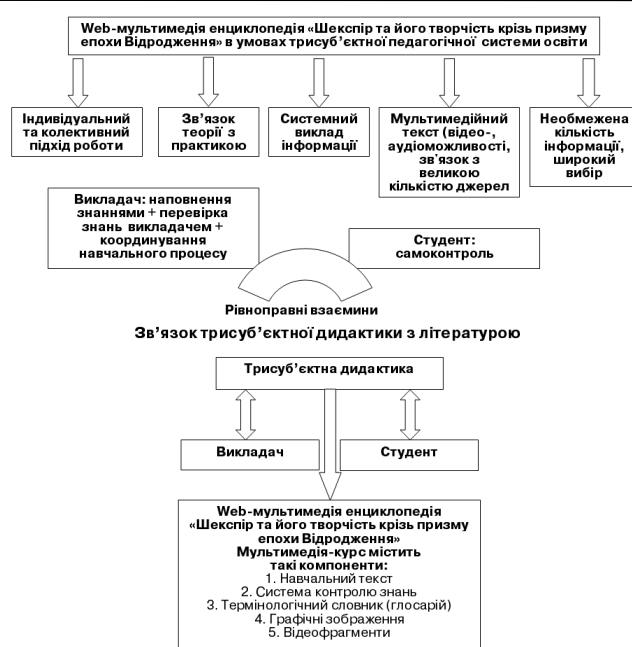 Web-мультимедія енциклопедія «Шекспір та його творчість крізь призму
епохи Відродження» в умовах трисуб’єктної педагогічної системи освіти
Індивідуальний
та колективний
підхід роботи
Зв’язок
теорії з
практикою
Системний
виклад
інформації
Мультимедійний
текст (відео-,
аудіоможливості,
зв'язок з
великою
кількістю джерел
Необмежена
кількість
інформації,
широкий
вибір
Викладач: наповнення
знаннями + перевірка
знань викладачем +
координування
навчального процесу
Студент:
самоконтроль
Рівноправні взаємини
Зв’язок трисуб’єктної дидактики з літературою
Трисуб’єктна дидактика
Викладач
Студент
Web-мультимедія енциклопедія
«Шекспір та його творчість крізь призму
епохи Відродження»
Мультимедія-курс містить
такі компоненти:
1. Навчальний текст
2. Система контролю знань
3. Термінологічний словник (глосарій)
4. Графічні зображення
5. Відеофрагменти